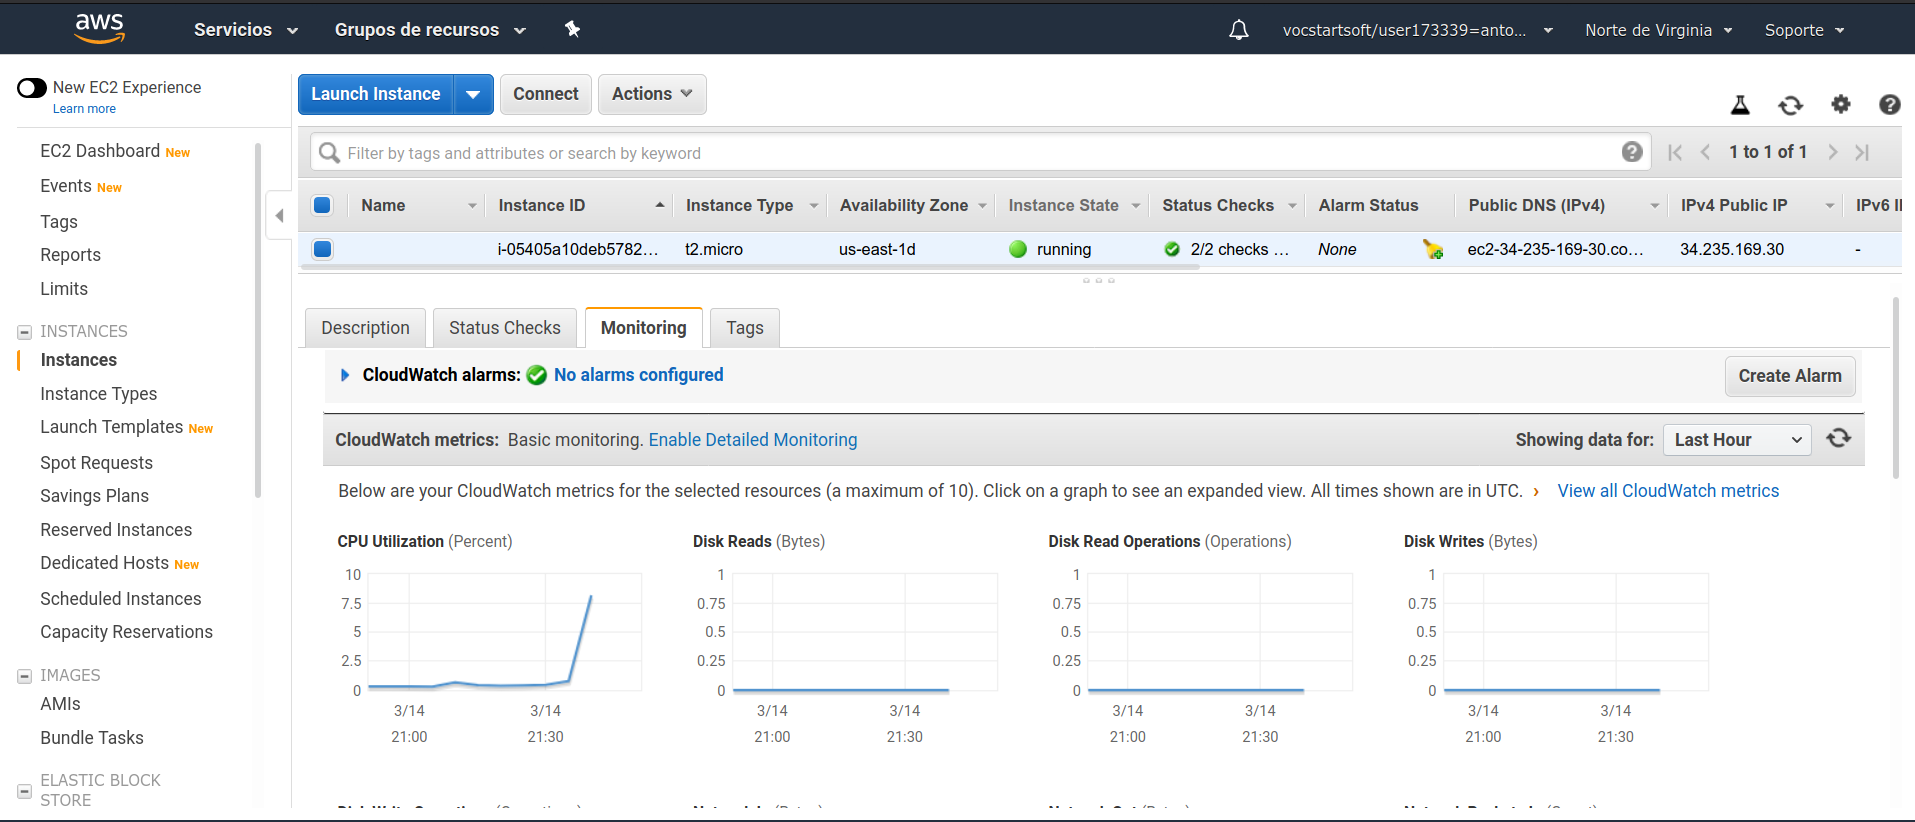 aws
Servicios
Grupos de recursos
vocstartsoft/user173339=anto...
Norte de Virginia
Soporte
New EC2 Experience
Learn more
EC2 Dashboard New
Events New
Tags
Reports
Limits
INSTANCES
Instances
Instance Types
Launch Templates New
Spot Requests
Savings Plans
Reserved Instances
Dedicated Hosts New
Scheduled Instances
Capacity Reservations
IMAGES
AMIs
Bundle Tasks
ELASTIC BLOCK
STORE
Launch Instance
Connect
Actions
Filter by tags and attributes or search by keyword
1 to 1 of 1
Name Instance ID Instance Type Availability Zone Instance State Status Checks Alarm Status Public DNS (IPv4) IPv4 Public IP IPv6
i-05405a10deb5782... t2.micro us-east-1d running 2/2 checks ... None ec2-34-235-169-30.co... 34.235.169.30 -
Description Status Checks Monitoring Tags
CloudWatch alarms: No alarms configured
Create Alarm
CloudWatch metrics: Basic monitoring. Enable Detailed Monitoring
Showing data for: Last Hour
Below are your CloudWatch metrics for the selected resources (a maximum of 10). Click on a graph to see an expanded view. All times shown are in UTC. › View all CloudWatch metrics
CPU Utilization (Percent)
10
7.5
5
2.5
0
3/14 3/14
21:00 21:30
Disk Reads (Bytes)
1
0.75
0.5
0.25
0
3/14 3/14
21:00 21:30
Disk Read Operations (Operations)
1
0.75
0.5
0.25
0
3/14 3/14
21:00 21:30
Disk Writes (Bytes)
1
0.75
0.5
0.25
0
3/14 3/14
21:00 21:30